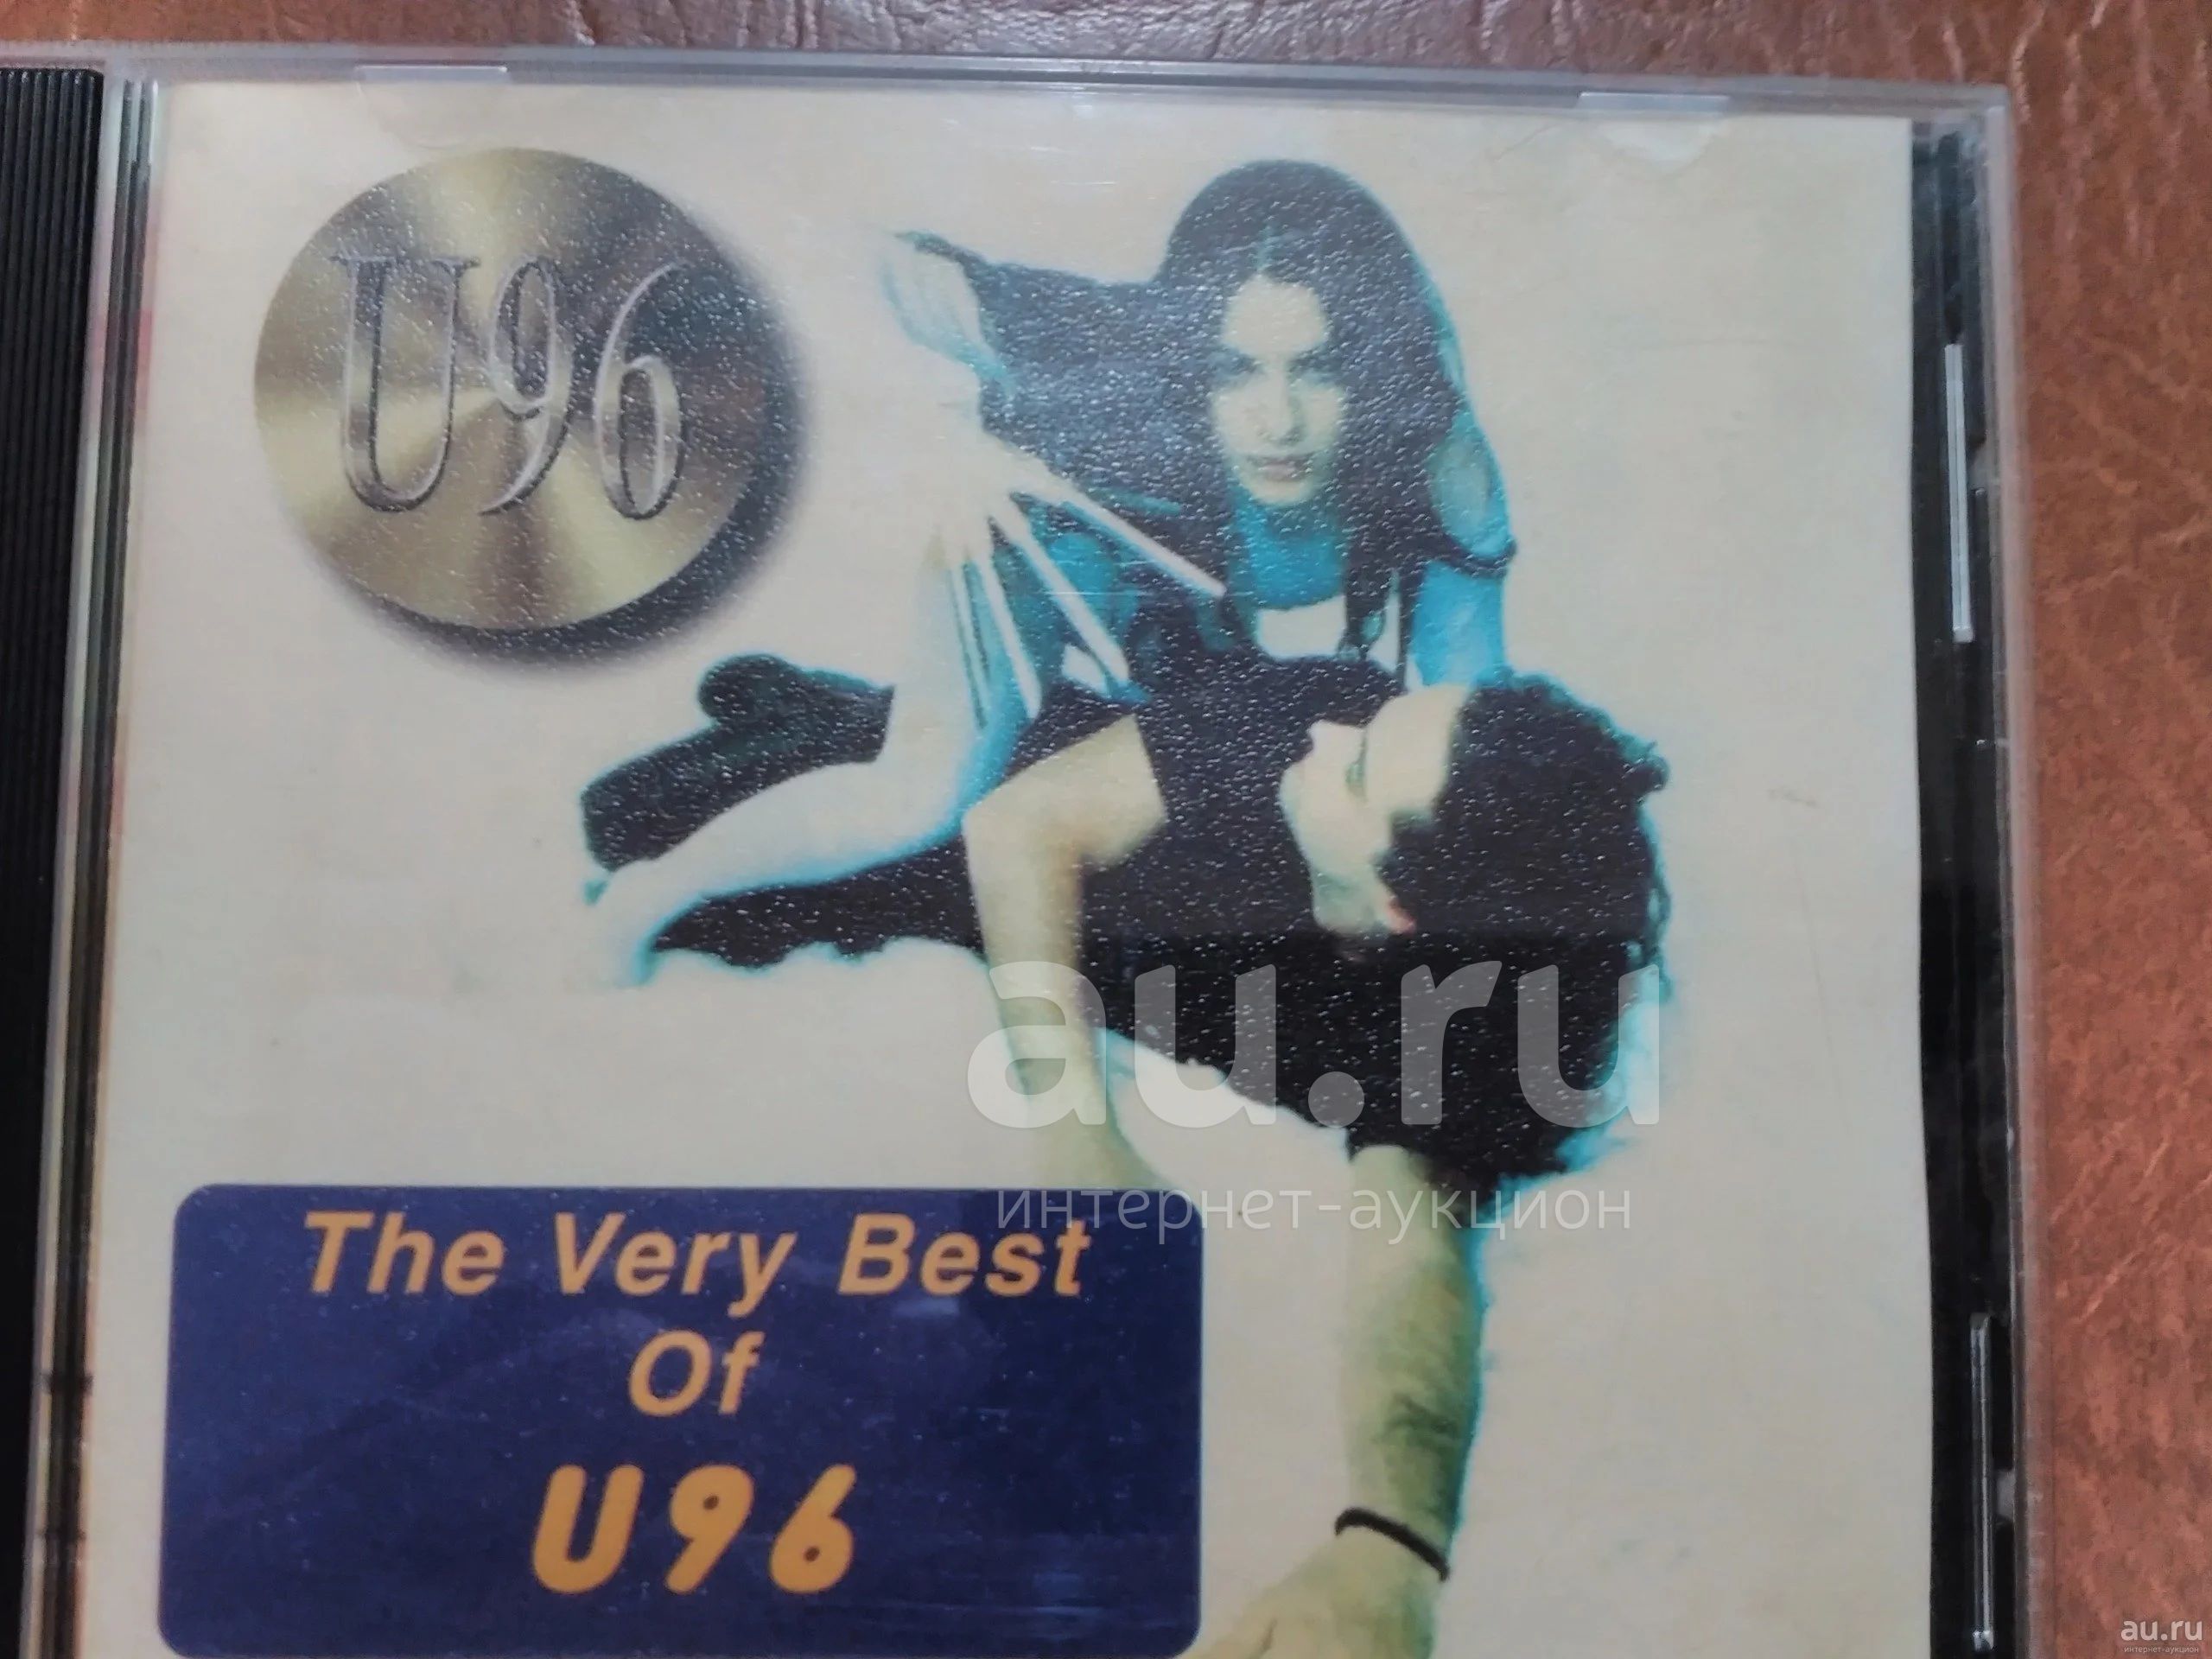 U96
au.ru
интернет-аукцион
The Very Best
Of
U96
au.ru
интернет-аукцион